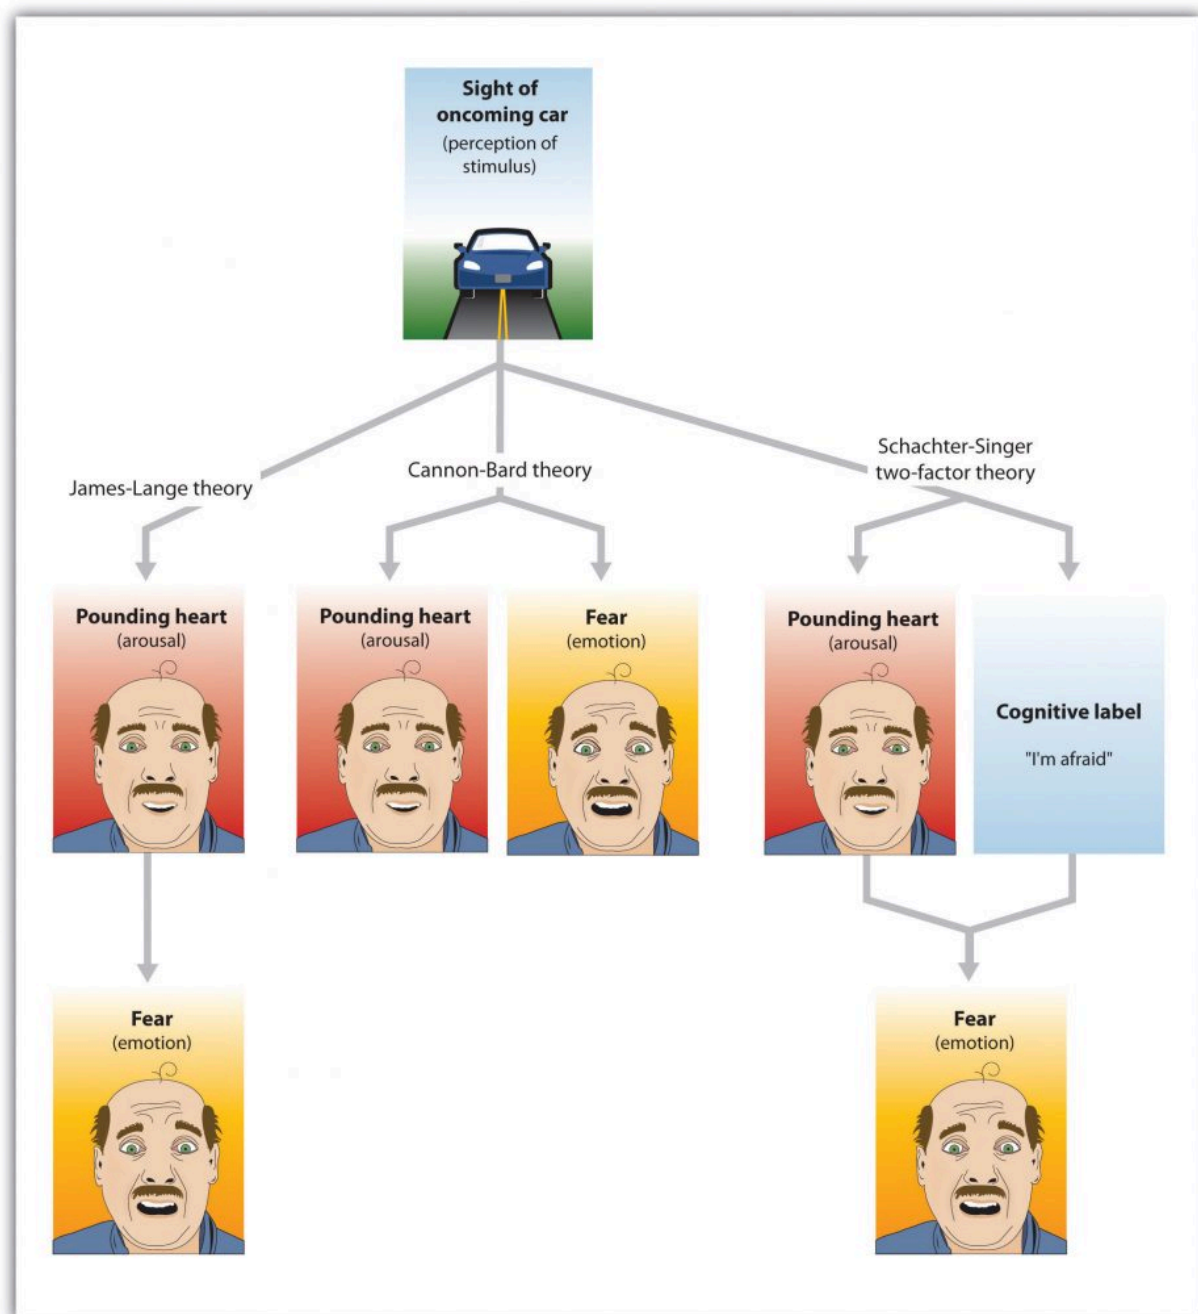 Sight of
oncoming car
(perception of
stimulus)
James-Lange theory
Cannon-Bard theory
Schachter-Singer
two-factor theory
Pounding heart
(arousal)
Pounding heart
(arousal)
Fear
(emotion)
Pounding heart
(arousal)
Cognitive label
"I'm afraid"
Fear
(emotion)
Fear
(emotion)